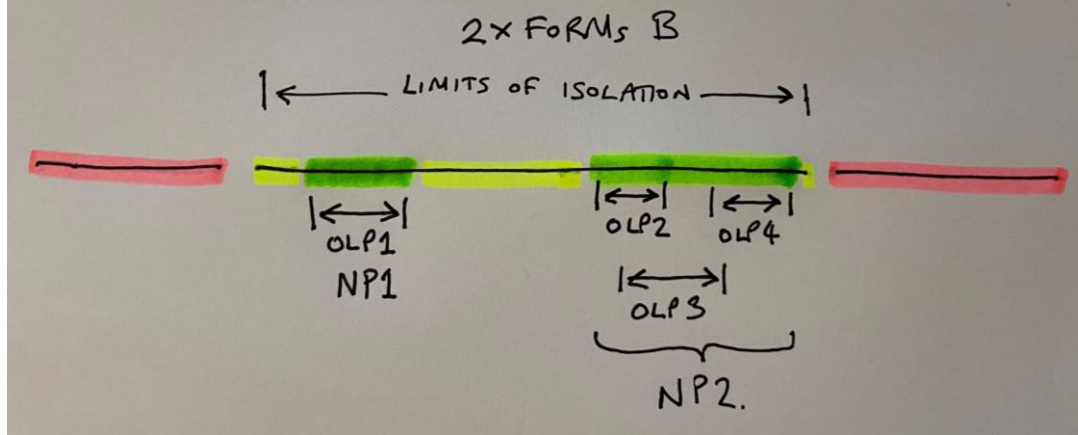 2x FORMS B
LIMITS OF ISOLATION
OLP1
NP1
OLP2
OLP4
OLP3
NP2.